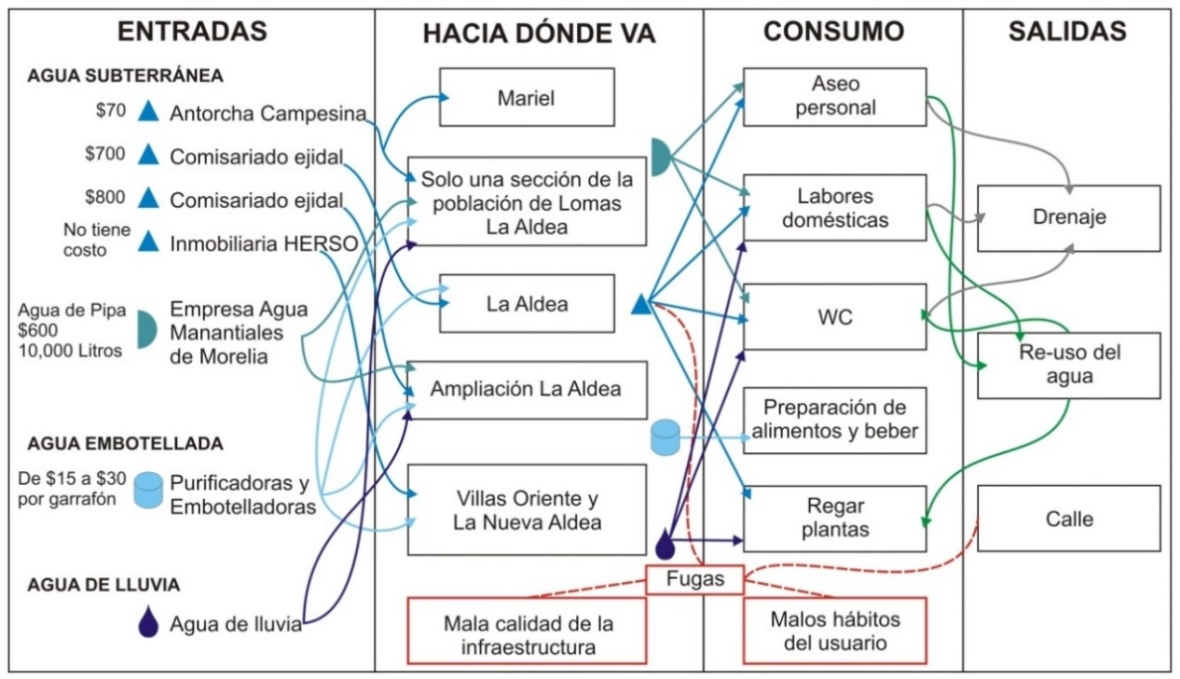 ENTRADAS
AGUA SUBTERRÁNEA
$70
Antorcha Campesina
$700
Comisariado ejidal
$800
Comisariado ejidal
No tiene
costo
Inmobiliaria HERSO
Agua de Pipa
$600
10,000 Litros
Empresa Agua
Manantiales
de Morelia
AGUA EMBOTELLADA
De $15 a $30
por garrafón
Purificadoras y
Embotelladoras
AGUA DE LLUVIA
Agua de lluvia
HACIA DÓNDE VA
Mariel
Solo una sección de la
población de Lomas
La Aldea
La Aldea
Ampliación La Aldea
Villas Oriente y
La Nueva Aldea
Fugas
Mala calidad de la
infraestructura
CONSUMO
Aseo
personal
Labores
domésticas
WC
Preparación de
alimentos y beber
Regar
plantas
Malos hábitos
del usuario
SALIDAS
Drenaje
Re-uso del
agua
Calle